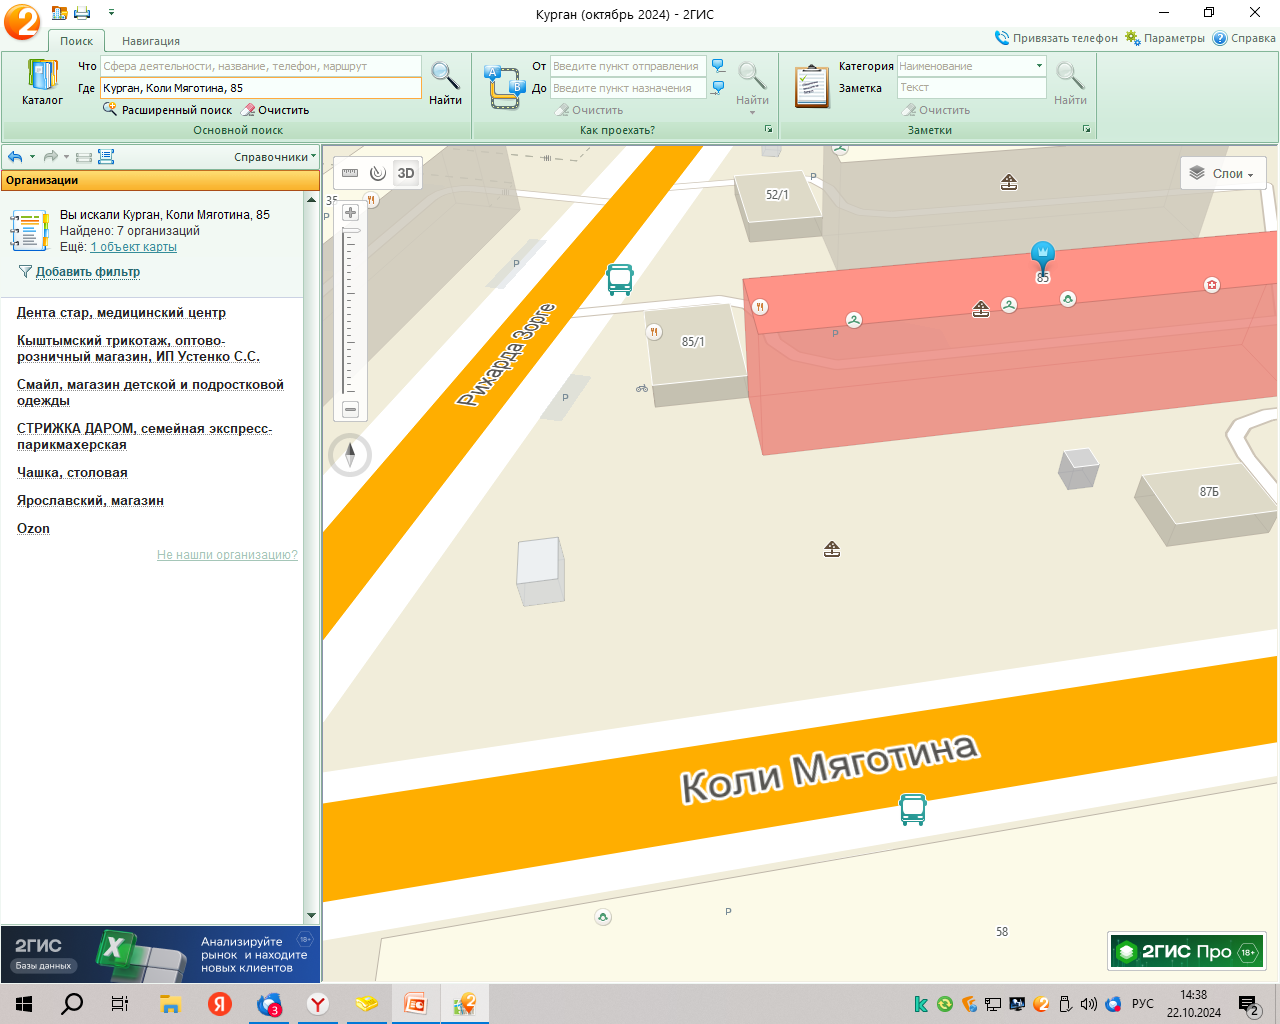 Курган (октябрь 2024) - 2ГИС
Поиск
Навигация
Привязать телефон
Параметры
Справка
Каталог
Что
Сфера деятельности, название, телефон, маршрут
Где
Курган, Коли Мяготина, 85
Расширенный поиск
Очистить
Найти
Основной поиск
От
Введите пункт отправления
До
Введите пункт назначения
Очистить
Найти
Как проехать?
Категория
Наименование
Заметка
Текст
Очистить
Найти
Заметки
Справочники
Организации
Вы искали Курган, Коли Мяготина, 85
Найдено: 7 организаций
Ещё: 1 объект карты
Добавить фильтр
Дента стар, медицинский центр
Кыштымский трикотаж, оптово-
розничный магазин, ИП Устенко С.С.
Смайл, магазин детской и подростковой
одежды
СТРИЖКА ДАРОМ, семейная экспресс-
парикмахерская
Чашка, столовая
Ярославский, магазин
Ozon
Не нашли организацию?
2ГИС
Базы данных
Анализируйте
рынок и находите
новых клиентов
18+
3D
Слои
35
P
52/1
P
P
85
85/1
P
P
87Б
Рихарда Зорге
Коли Мяготина
P
58
2ГИС Про
18+
3
РУС
14:38
22.10.2024
2